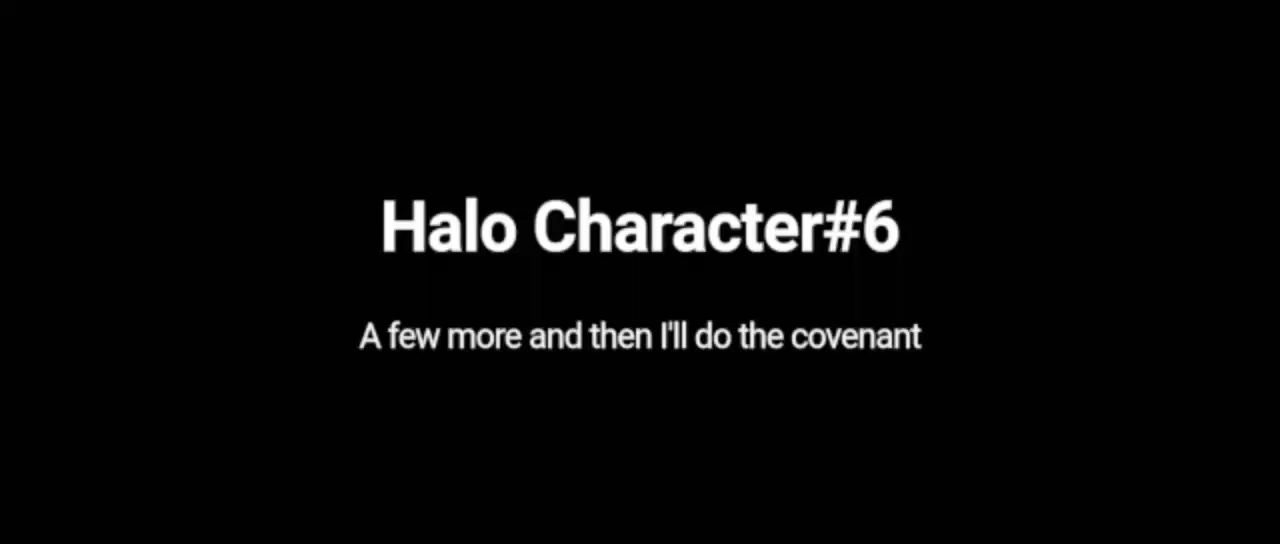 Halo Character#6
A few more and then I'll do the covenant